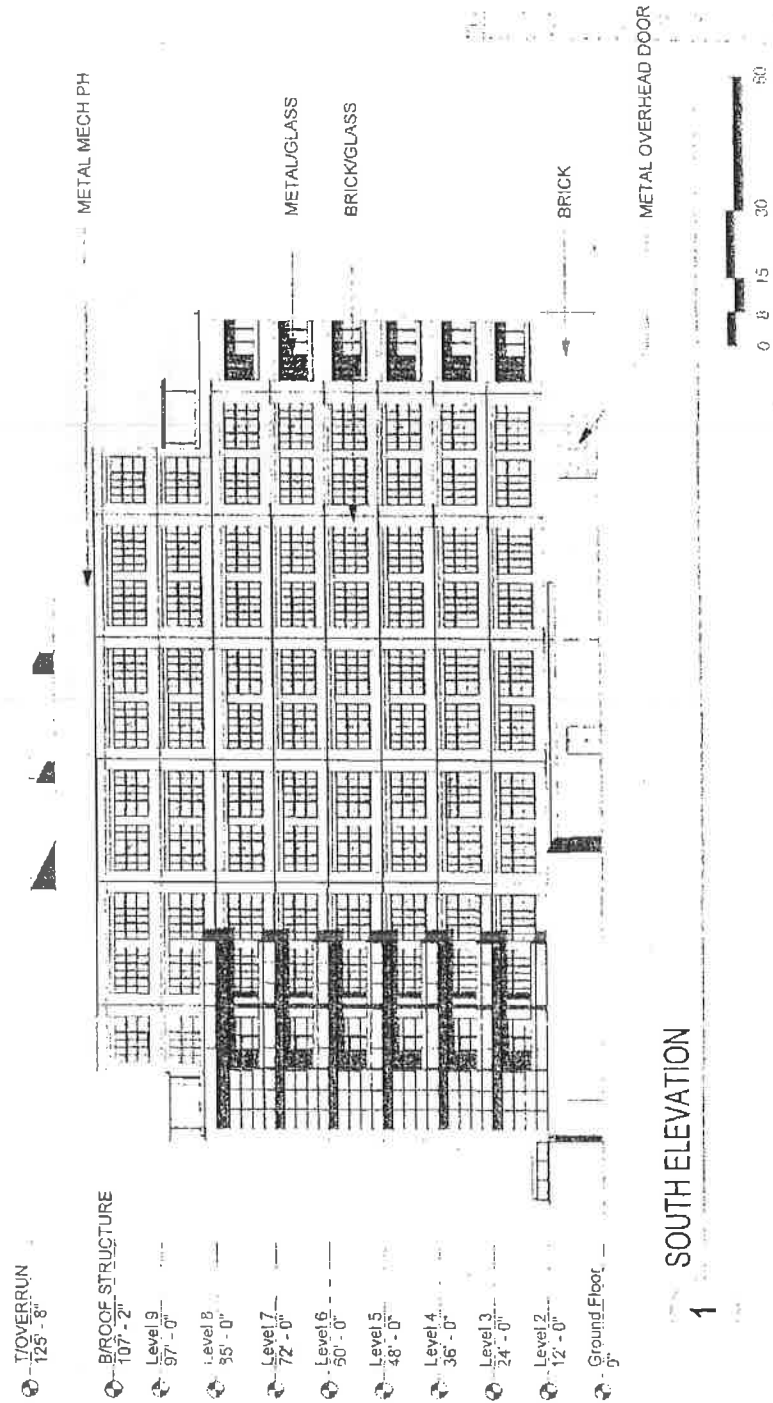 T/OVERRUN
125' - 8"
B/ROOF STRUCTURE
107' - 2"
Level 9
97' - 0"
Level 8
85' - 0"
Level 7
72' - 0"
Level 6
60' - 0"
Level 5
48' - 0"
Level 4
36' - 0"
Level 3
24' - 0"
Level 2
12' - 0"
Ground Floor
METAL MECH PH
METAL/GLASS
BRICK/GLASS
BRICK
METAL OVERHEAD DOOR
1 SOUTH ELEVATION
0 8 15 30 60